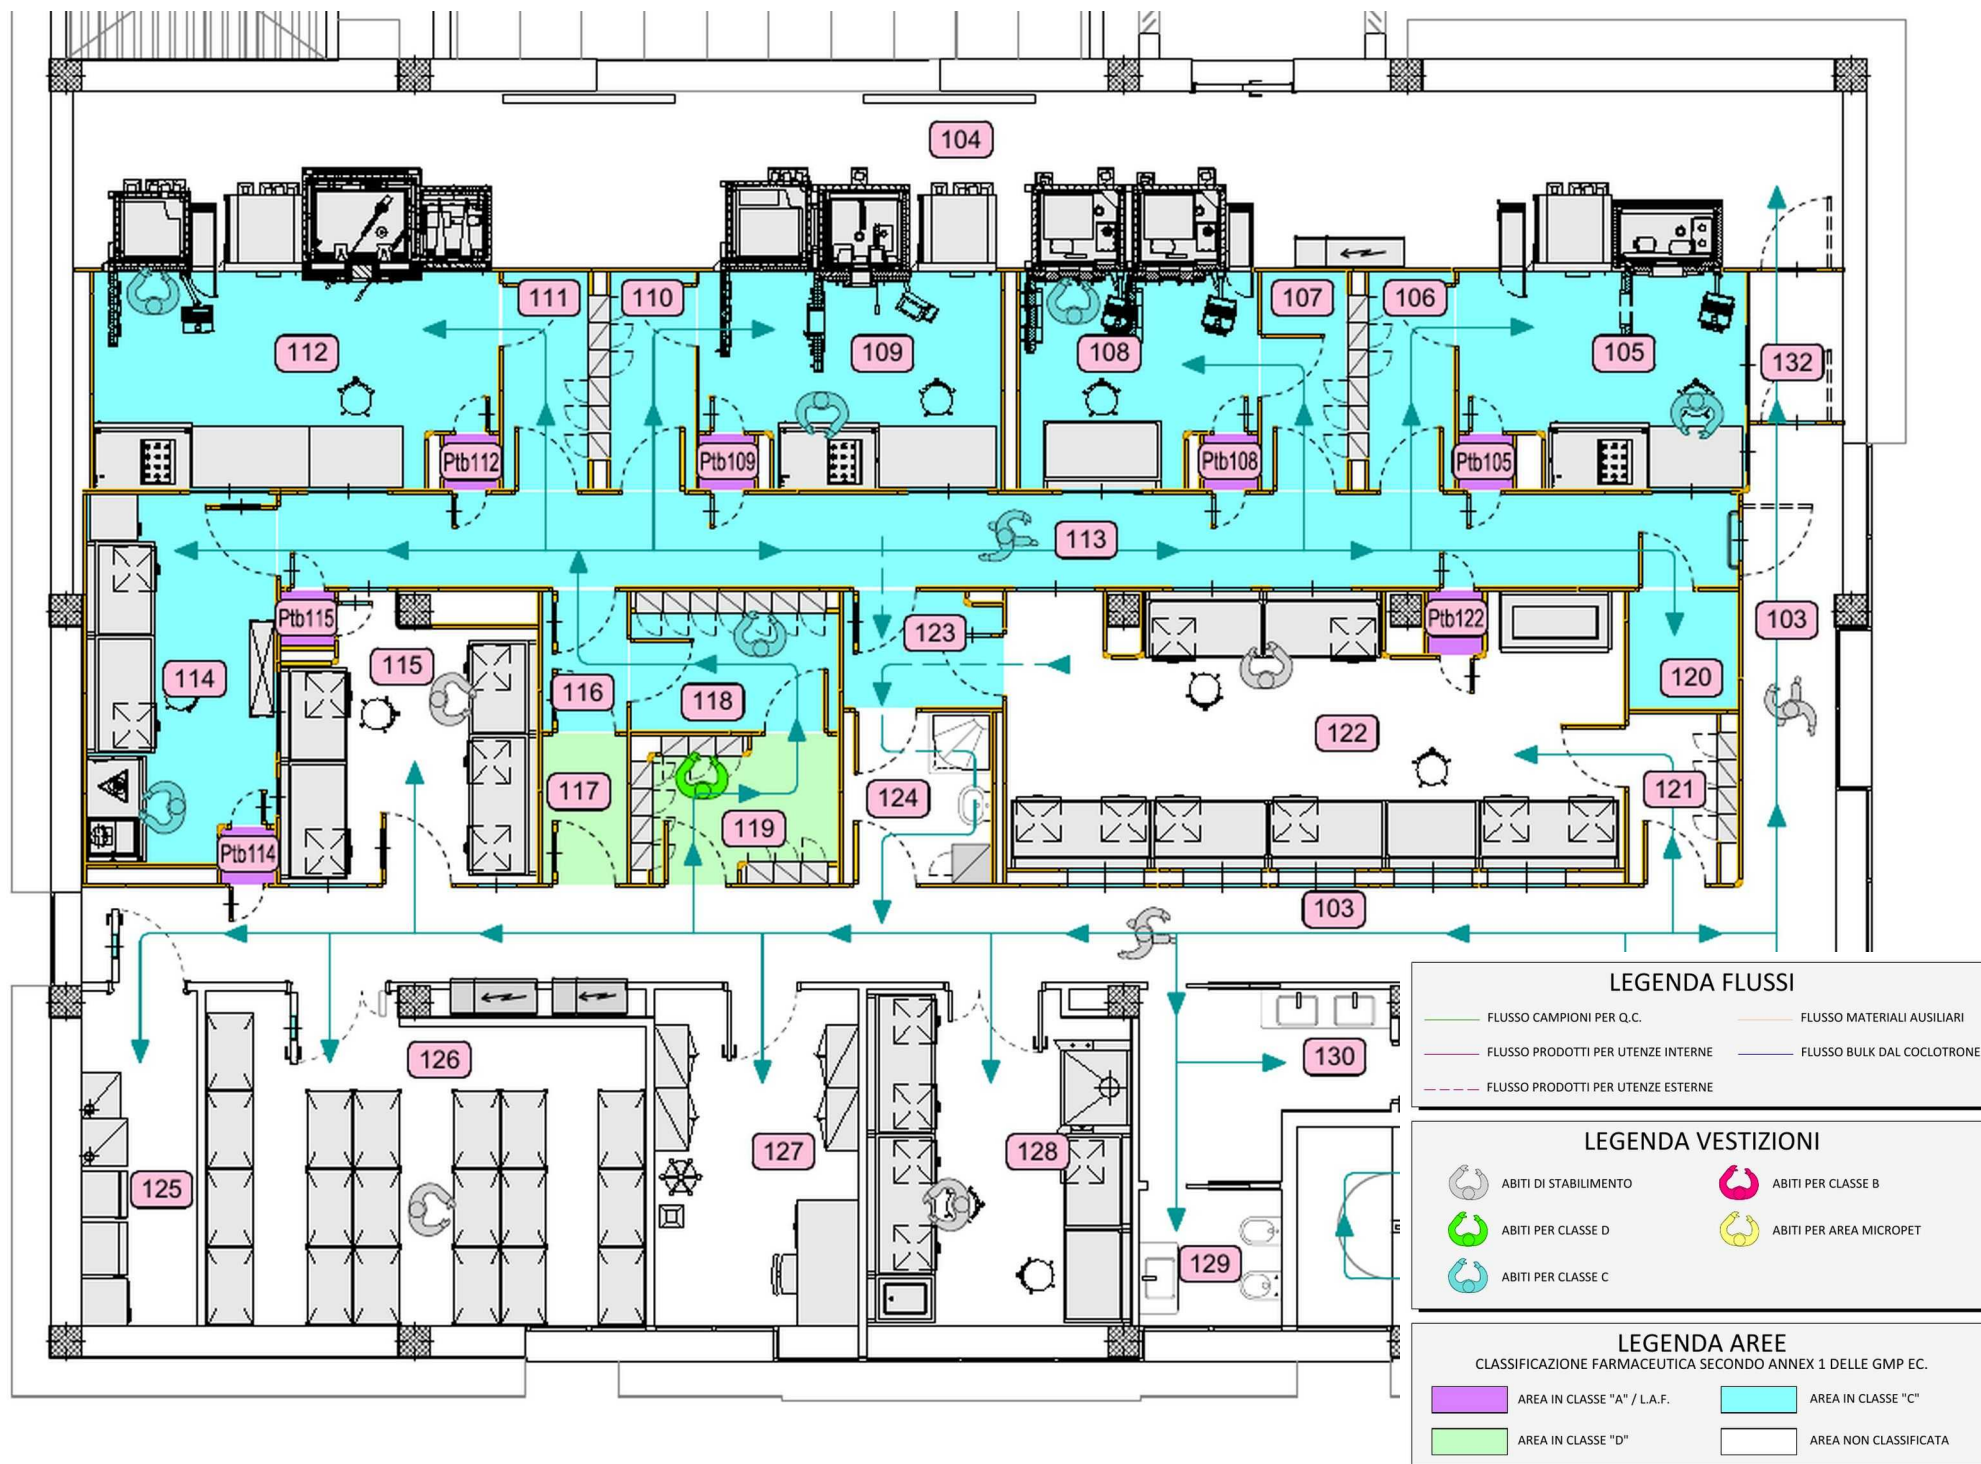 104
111
110
107
106
112
109
108
105
132
Ptb112
Ptb109
Ptb108
Ptb105
113
Ptb115
123
Ptb122
103
115
114
116
118
120
122
117
119
124
121
Ptb114
103
126
130
127
128
125
129
LEGENDA FLUSSI
FLUSSO CAMPIONI PER Q.C.
FLUSSO MATERIALI AUSILIARI
FLUSSO PRODOTTI PER UTENZE INTERNE
FLUSSO BULK DAL COCLOTRONE
FLUSSO PRODOTTI PER UTENZE ESTERNE
LEGENDA VESTIZIONI
ABITI DI STABILIMENTO
ABITI PER CLASSE B
ABITI PER CLASSE D
ABITI PER AREA MICROPET
ABITI PER CLASSE C
LEGENDA AREE
CLASSIFICAZIONE FARMACEUTICA SECONDO ANNEX 1 DELLE GMP EC.
AREA IN CLASSE "A" / L.A.F.
AREA IN CLASSE "C"
AREA IN CLASSE "D"
AREA NON CLASSIFICATA